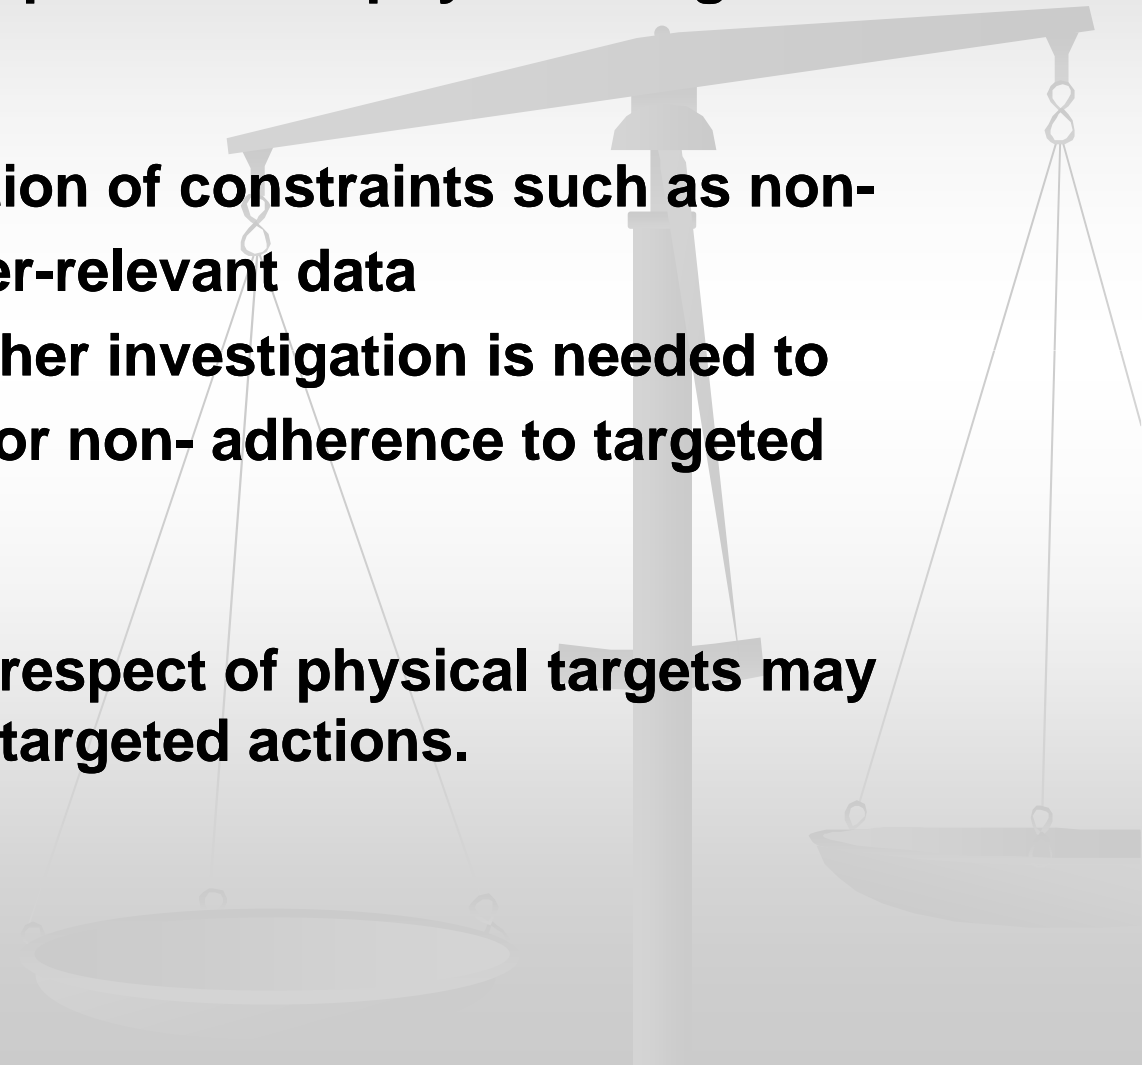 tion of constraints such as non-
er-relevant data
her investigation is needed to
or non- adherence to targeted
respect of physical targets may
targeted actions.